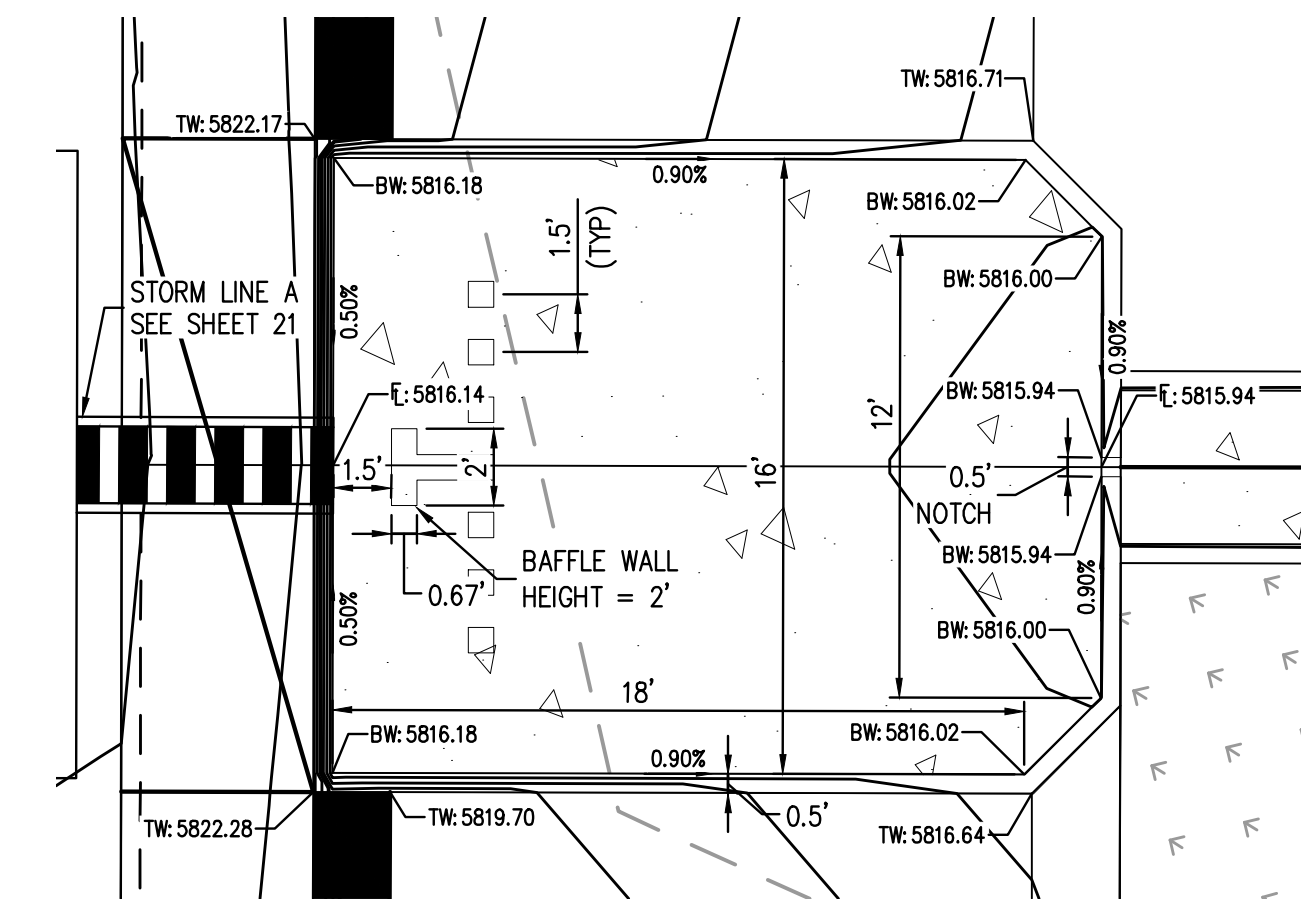 TW: 5816.71
TW: 5822.17
BW: 5816.18
0.90%
BW: 5816.02
1.5'
(TYP)
BW: 5816.00
STORM LINE A
SEE SHEET 21
0.50%
0.90%
FL: 5816.14
BW: 5815.94
FL: 5815.94
12'
1.5'
2'
16'
0.5'
NOTCH
BW: 5815.94
BAFFLE WALL
HEIGHT = 2'
0.67'
0.50%
0.90%
BW: 5816.00
18'
BW: 5816.18
BW: 5816.02
0.90%
TW: 5822.28
TW: 5819.70
0.5'
TW: 5816.64